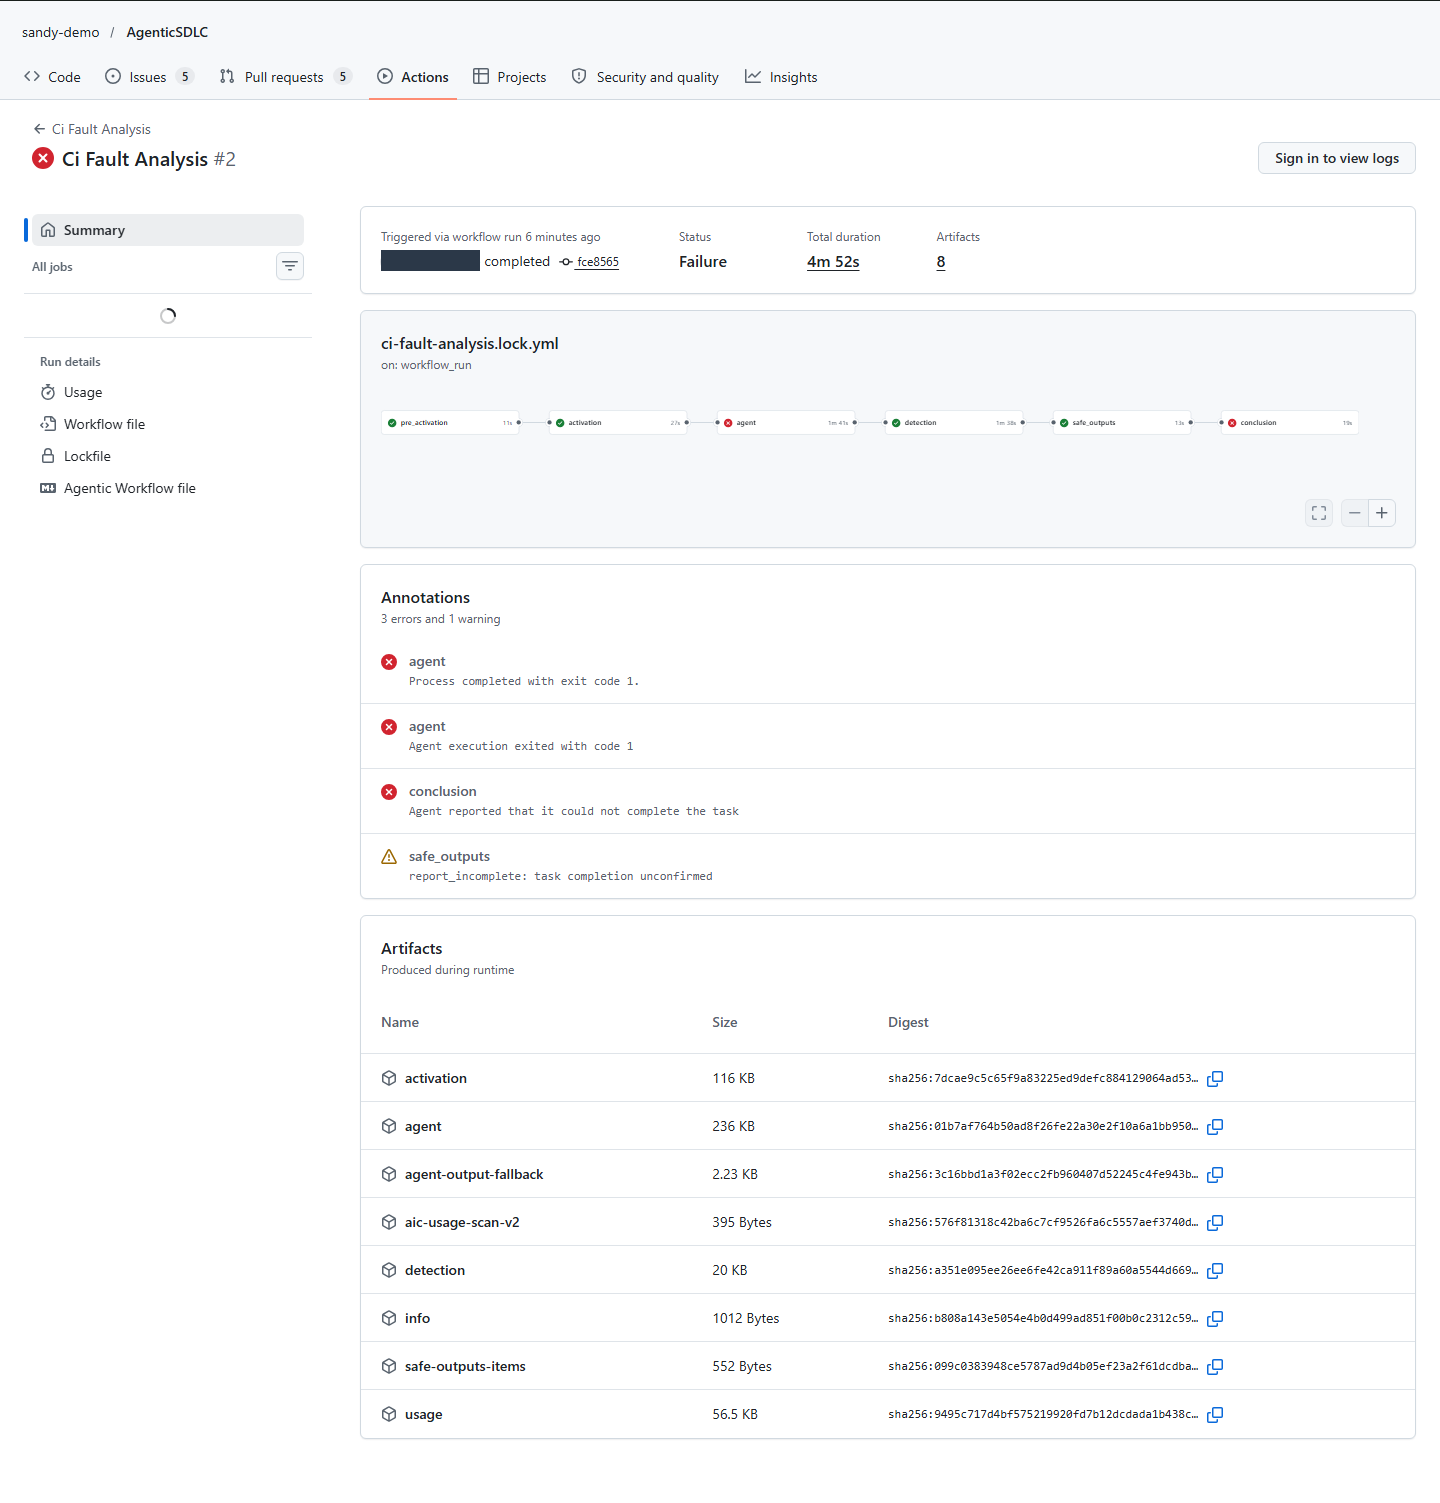 sandy-demo / AgenticSDLC
Code Issues 5 Pull requests 5 Actions Projects Security and quality Insights
Ci Fault Analysis
Ci Fault Analysis #2
Sign in to view logs
Summary
All jobs
Run details
Usage
Workflow file
Lockfile
Agentic Workflow file
Triggered via workflow run 6 minutes ago
completed fce8565
Status
Failure
Total duration
4m 52s
Artifacts
8
ci-fault-analysis.lock.yml
on: workflow_run
pre_activation 11s
activation 27s
agent 1m 41s
detection 1m 38s
safe_outputs 13s
conclusion 19s
Annotations
3 errors and 1 warning
agent
Process completed with exit code 1.
agent
Agent execution exited with code 1
conclusion
Agent reported that it could not complete the task
safe_outputs
report_incomplete: task completion unconfirmed
Artifacts
Produced during runtime
Name Size Digest
activation 116 KB sha256:7dcae9c5c65f9a83225ed9defc884129064ad53…
agent 236 KB sha256:01b7af764b50ad8f26fe22a30e2f10a6a1bb950…
agent-output-fallback 2.23 KB sha256:3c16bbd1a3f02ecc2fb960407d52245c4fe943b…
aic-usage-scan-v2 395 Bytes sha256:576f81318c42ba6c7cf9526fa6c5557aef3740d…
detection 20 KB sha256:a351e095ee26ee6fe42ca911f89a60a5544d669…
info 1012 Bytes sha256:b808a143e5054e4b0d499ad851f00b0c2312c59…
safe-outputs-items 552 Bytes sha256:099c0383948ce5787ad9d4b05ef23a2f61dcdba…
usage 56.5 KB sha256:9495c717d4bf575219920fd7b12dcdada1b438c…